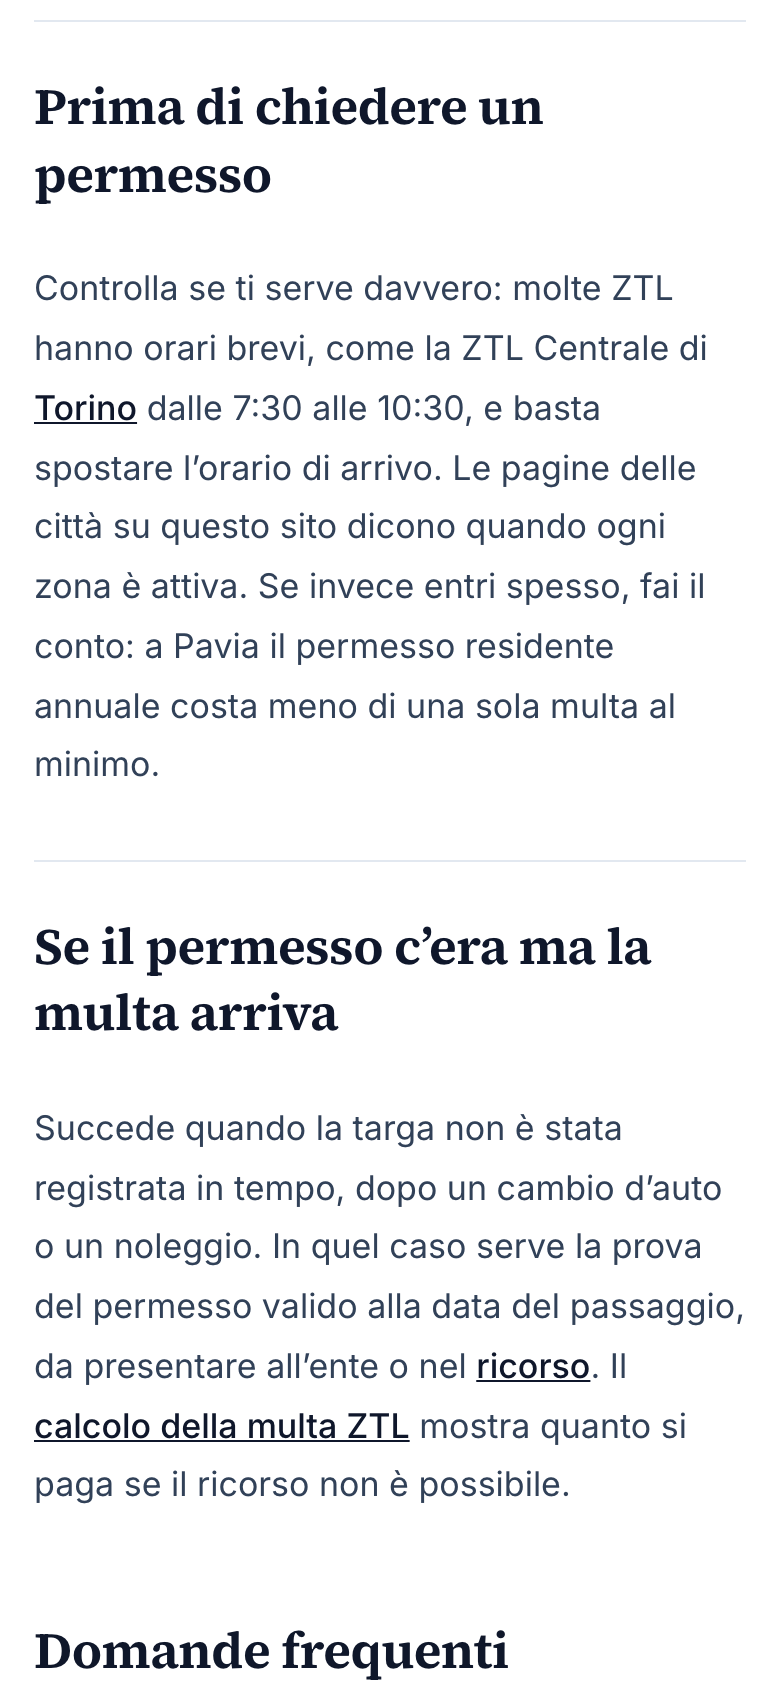 Prima di chiedere un
permesso
Controlla se ti serve davvero: molte ZTL
hanno orari brevi, come la ZTL Centrale di
Torino dalle 7:30 alle 10:30, e basta
spostare l’orario di arrivo. Le pagine delle
città su questo sito dicono quando ogni
zona è attiva. Se invece entri spesso, fai il
conto: a Pavia il permesso residente
annuale costa meno di una sola multa al
minimo.
Se il permesso c’era ma la
multa arriva
Succede quando la targa non è stata
registrata in tempo, dopo un cambio d’auto
o un noleggio. In quel caso serve la prova
del permesso valido alla data del passaggio,
da presentare all’ente o nel ricorso. Il
calcolo della multa ZTL mostra quanto si
paga se il ricorso non è possibile.
Domande frequenti